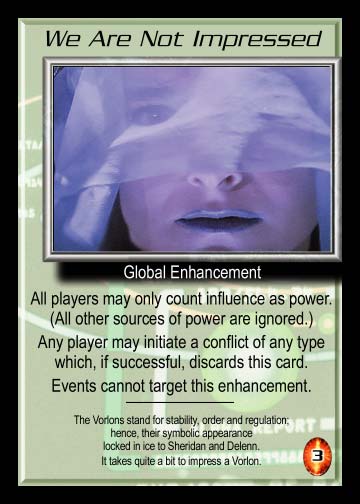 We Are Not Impressed
Global Enhancement
All players may only count influence as power.
(All other sources of power are ignored.)
Any player may initiate a conflict of any type
which, if successful, discards this card.
Events cannot target this enhancement.
The Vorlons stand for stability, order and regulation;
hence, their symbolic appearance
locked in ice to Sheridan and Delenn.
It takes quite a bit to impress a Vorlon.
3